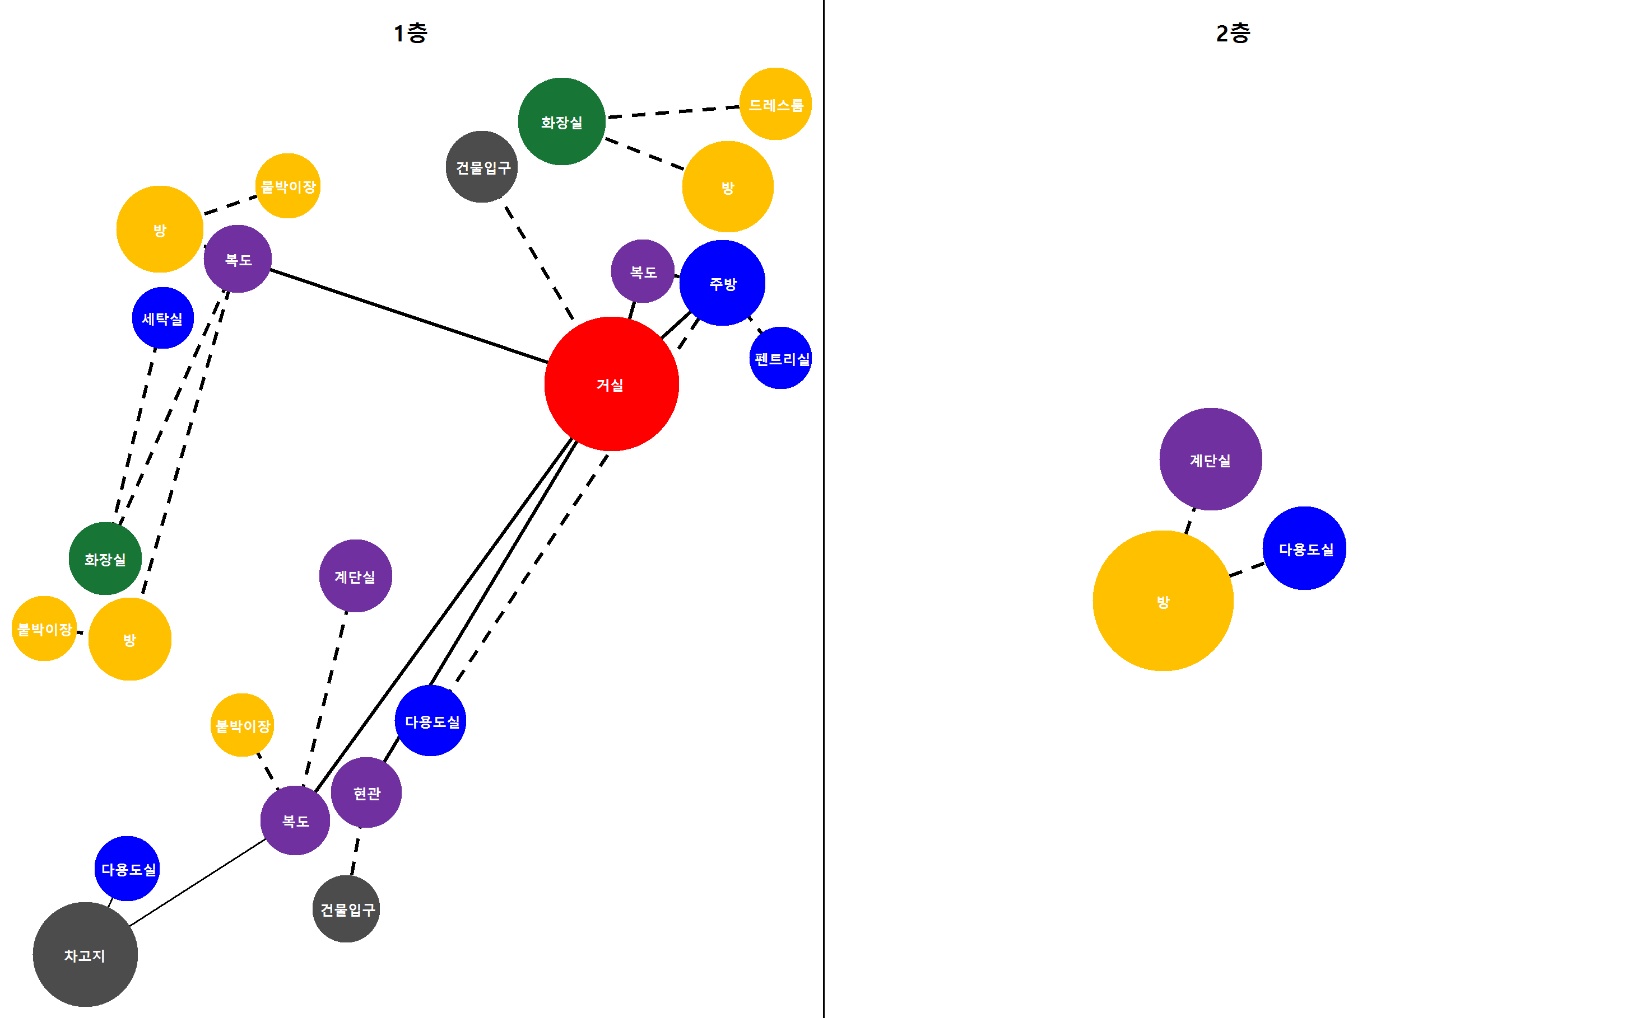 1층
2층
드레스룸
화장실
건물입구
방
붙박이장
방
복도
복도
주방
세탁실
펜트리실
거실
계단실
다용도실
화장실
계단실
방
붙박이장
방
다용도실
붙박이장
현관
복도
다용도실
건물입구
차고지